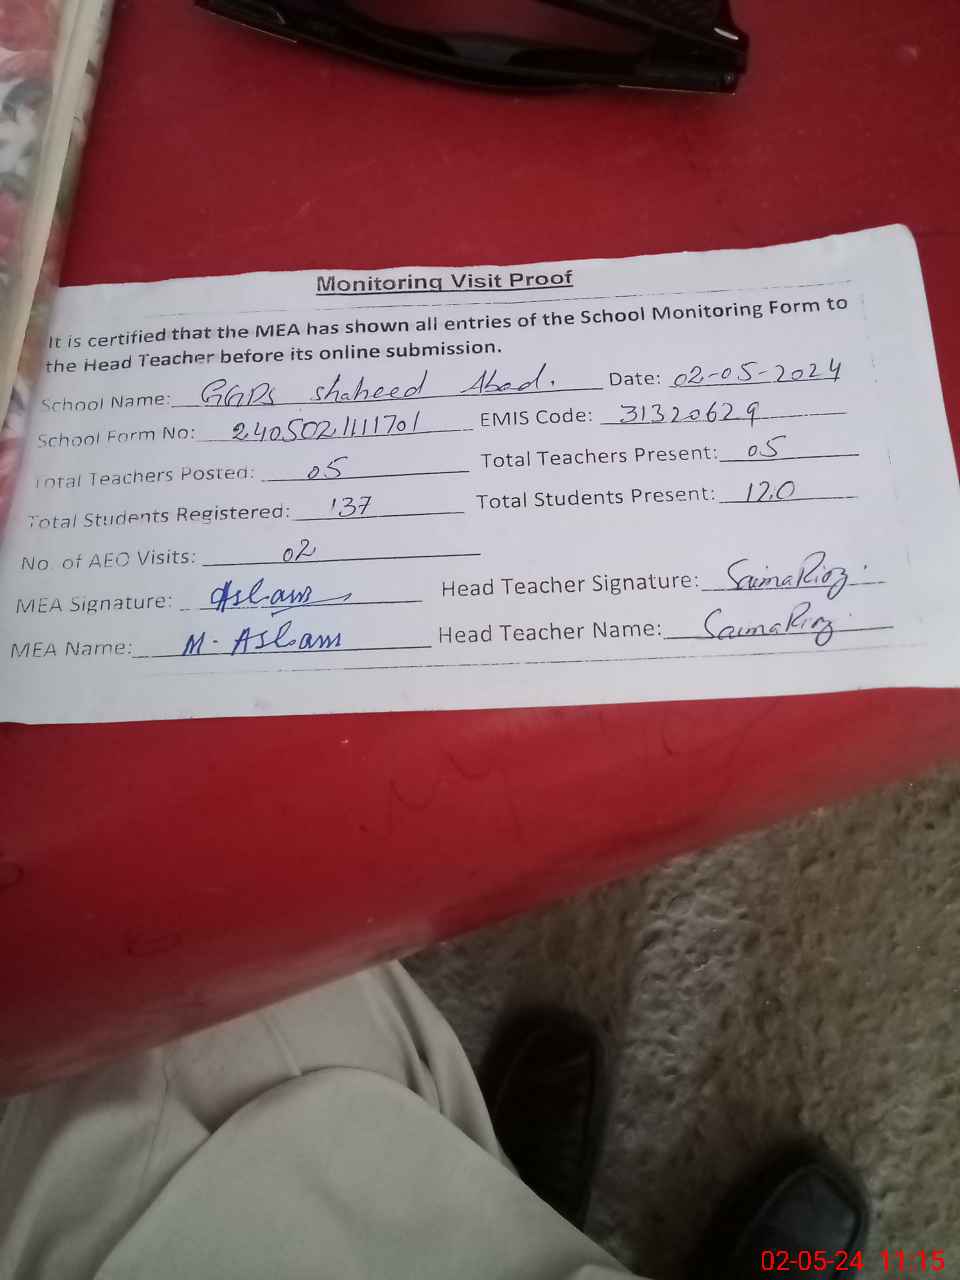 Monitoring Visit Proof
It is certified that the MEA has shown all entries of the School Monitoring Form to
the Head Teacher before its online submission.
School Name: GGPS shaheed Abad. Date: 02-05-2024
School Form No: 240502111701 EMIS Code: 31320629
Total Teachers Posted: 05 Total Teachers Present: 05
Total Students Registered: 137 Total Students Present: 120
No. of AEO Visits: 02
MEA Signature: Aslam Head Teacher Signature: Saima Riaz
MEA Name: M. Aslam Head Teacher Name: Saima Riaz
02-05-24 11:15